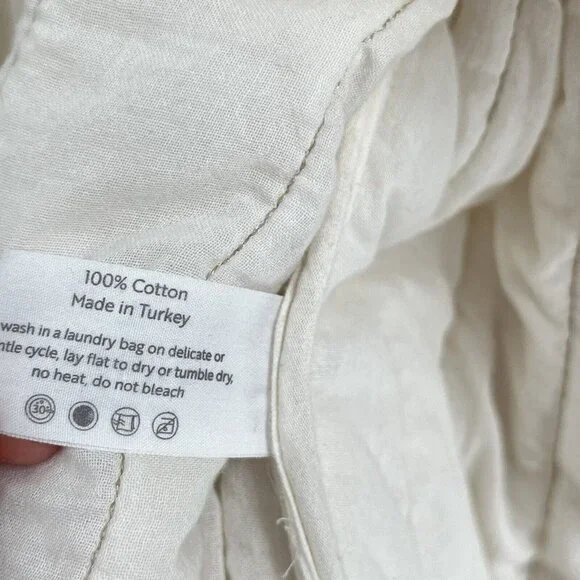 100% Cotton
Made in Turkey
wash in a laundry bag on delicate or
ntle cycle, lay flat to dry or tumble dry,
no heat, do not bleach
30°